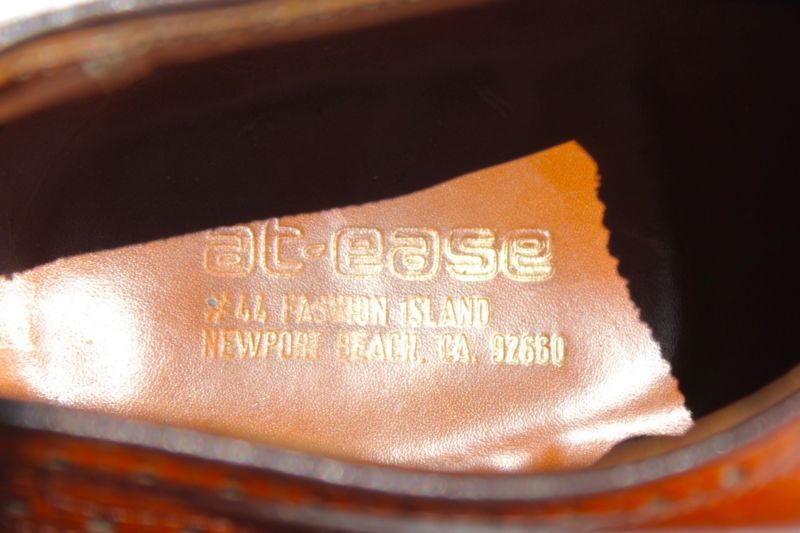 at-ease
#44 FASHION ISLAND
NEWPORT BEACH, CA. 92660